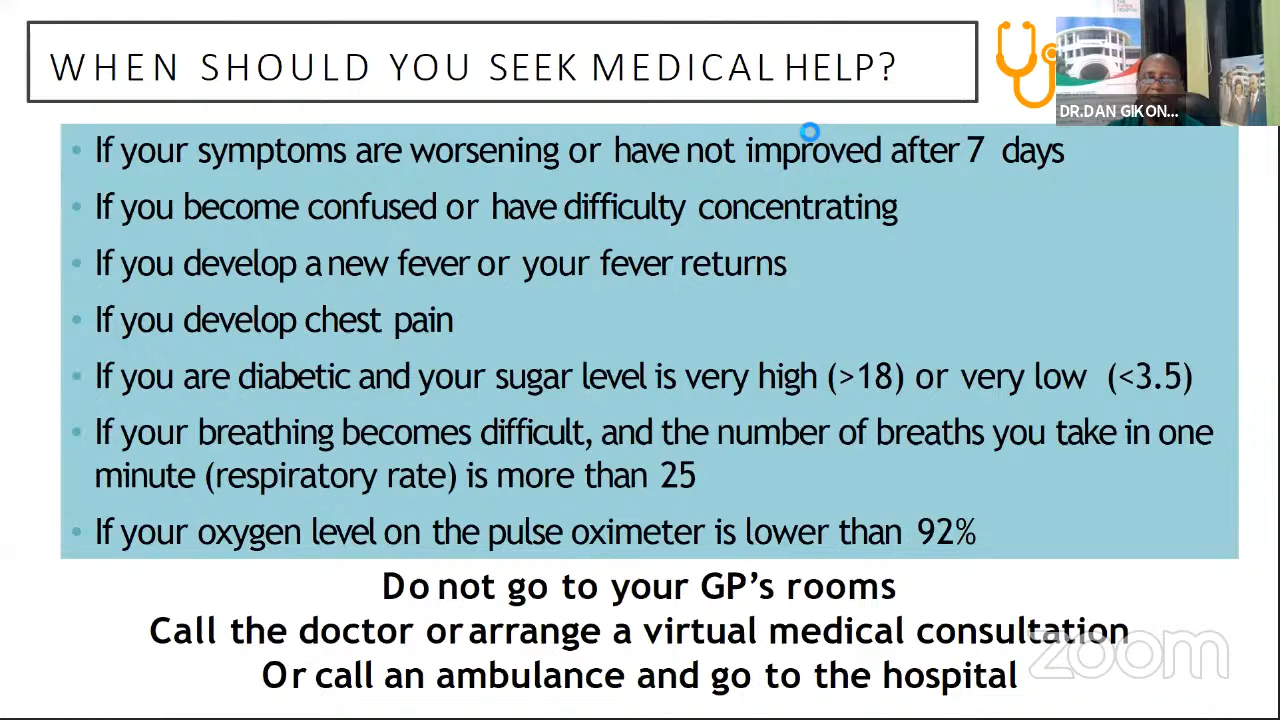 WHEN SHOULD YOU SEEK MEDICAL HELP?
DR.DAN GIKON...
• If your symptoms are worsening or have not improved after 7 days
• If you become confused or have difficulty concentrating
• If you develop a new fever or your fever returns
• If you develop chest pain
• If you are diabetic and your sugar level is very high (>18) or very low (<3.5)
• If your breathing becomes difficult, and the number of breaths you take in one
minute (respiratory rate) is more than 25
• If your oxygen level on the pulse oximeter is lower than 92%
Do not go to your GP's rooms
Call the doctor or arrange a virtual medical consultation
Or call an ambulance and go to the hospital
zoom